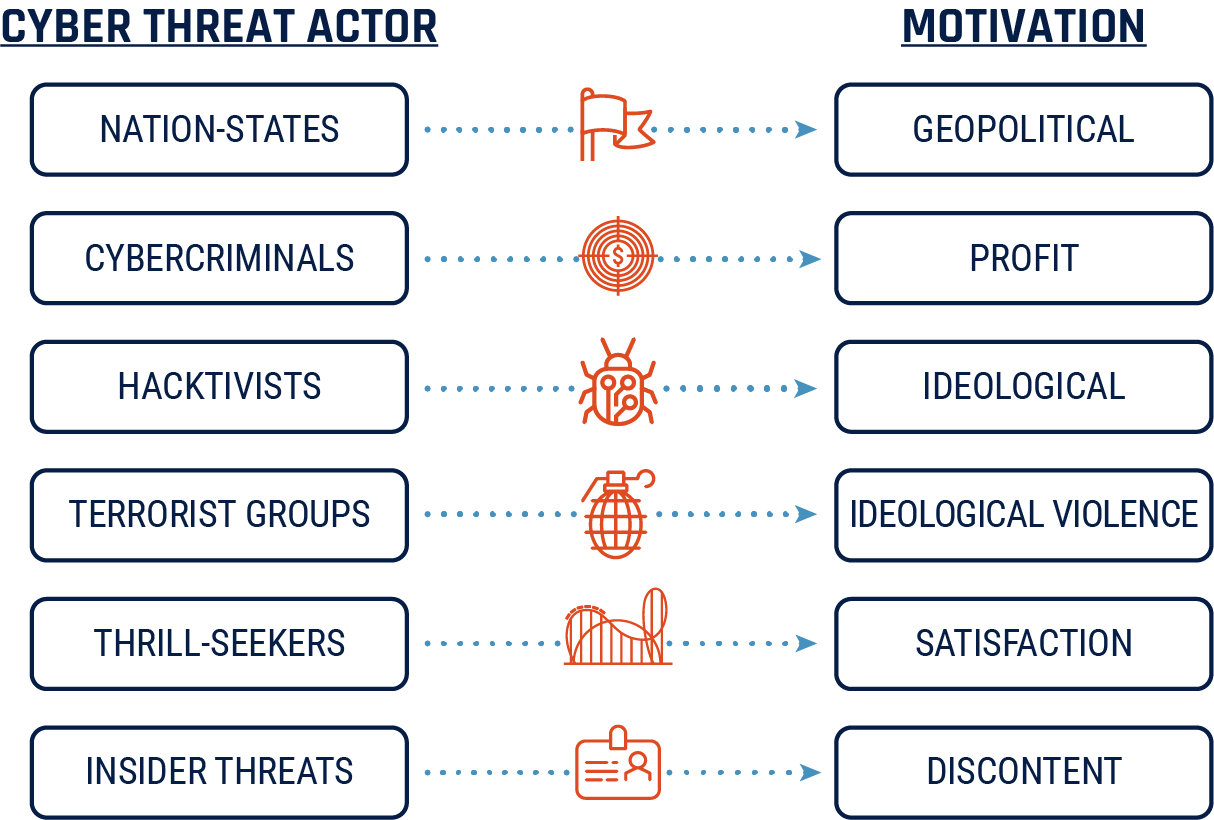 CYBER THREAT ACTOR
MOTIVATION
NATION-STATES
GEOPOLITICAL
CYBERCRIMINALS
$
PROFIT
HACKTIVISTS
IDEOLOGICAL
TERRORIST GROUPS
IDEOLOGICAL VIOLENCE
THRILL-SEEKERS
SATISFACTION
INSIDER THREATS
DISCONTENT